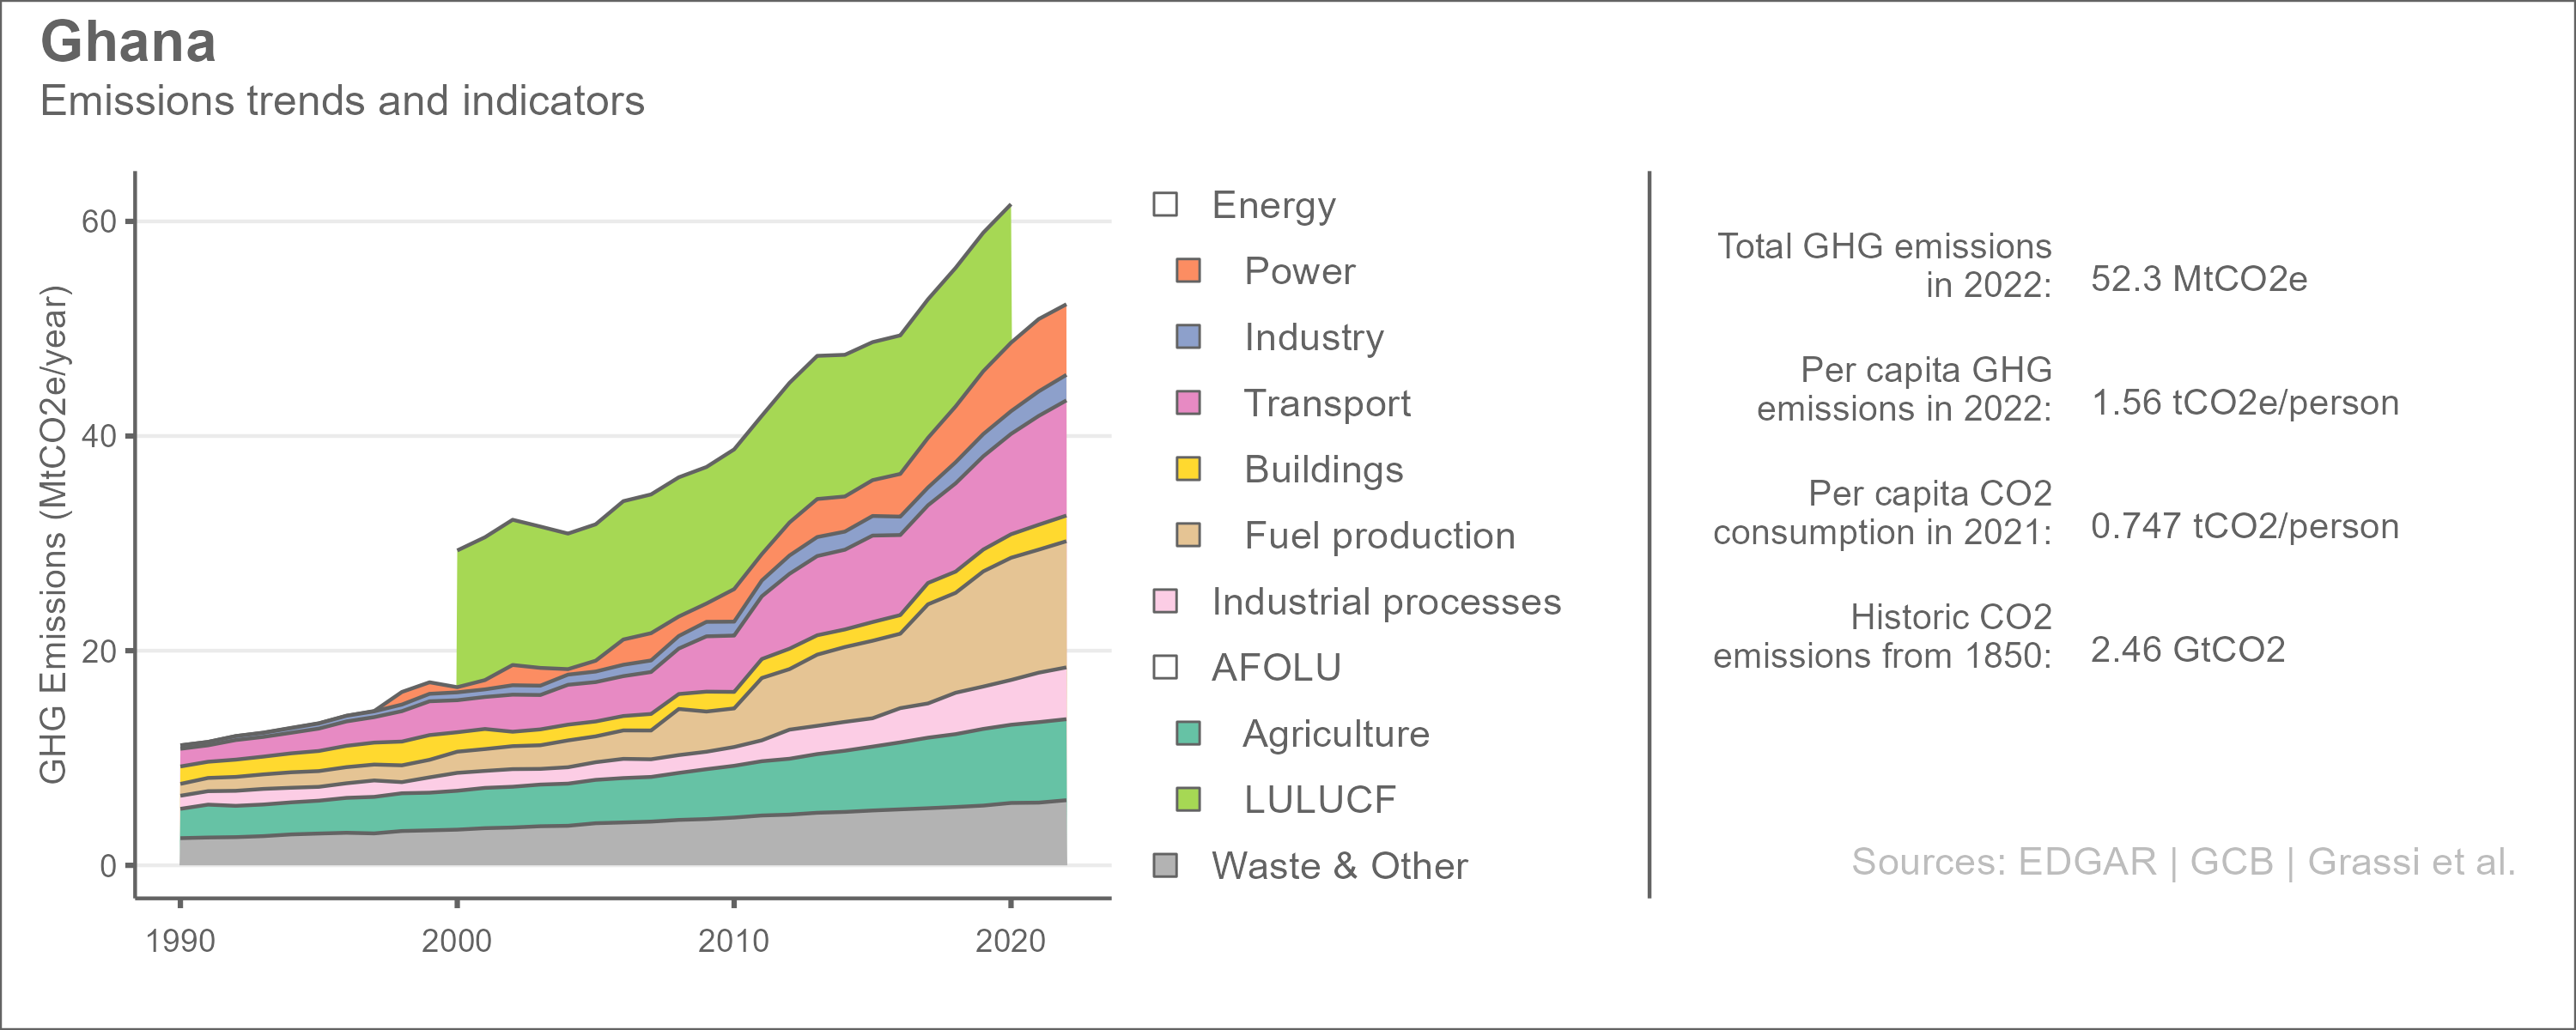 Ghana
Emissions trends and indicators
GHG Emissions (MtCO2e/year)
60
40
20
0
1990
2000
2010
2020
Energy
Power
Industry
Transport
Buildings
Fuel production
Industrial processes
AFOLU
Agriculture
LULUCF
Waste & Other
Total GHG emissions
in 2022:
52.3 MtCO2e
Per capita GHG
emissions in 2022:
1.56 tCO2e/person
Per capita CO2
consumption in 2021:
0.747 tCO2/person
Historic CO2
emissions from 1850:
2.46 GtCO2
Sources: EDGAR | GCB | Grassi et al.